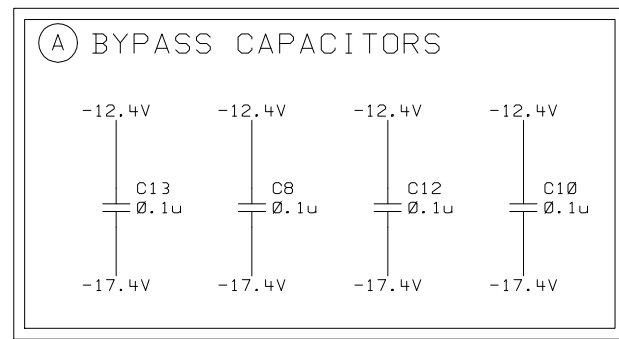 A BYPASS CAPACITORS
-12.4V -12.4V -12.4V -12.4V
C13 C8 C12 C10
0.1u 0.1u 0.1u 0.1u
-17.4V -17.4V -17.4V -17.4V